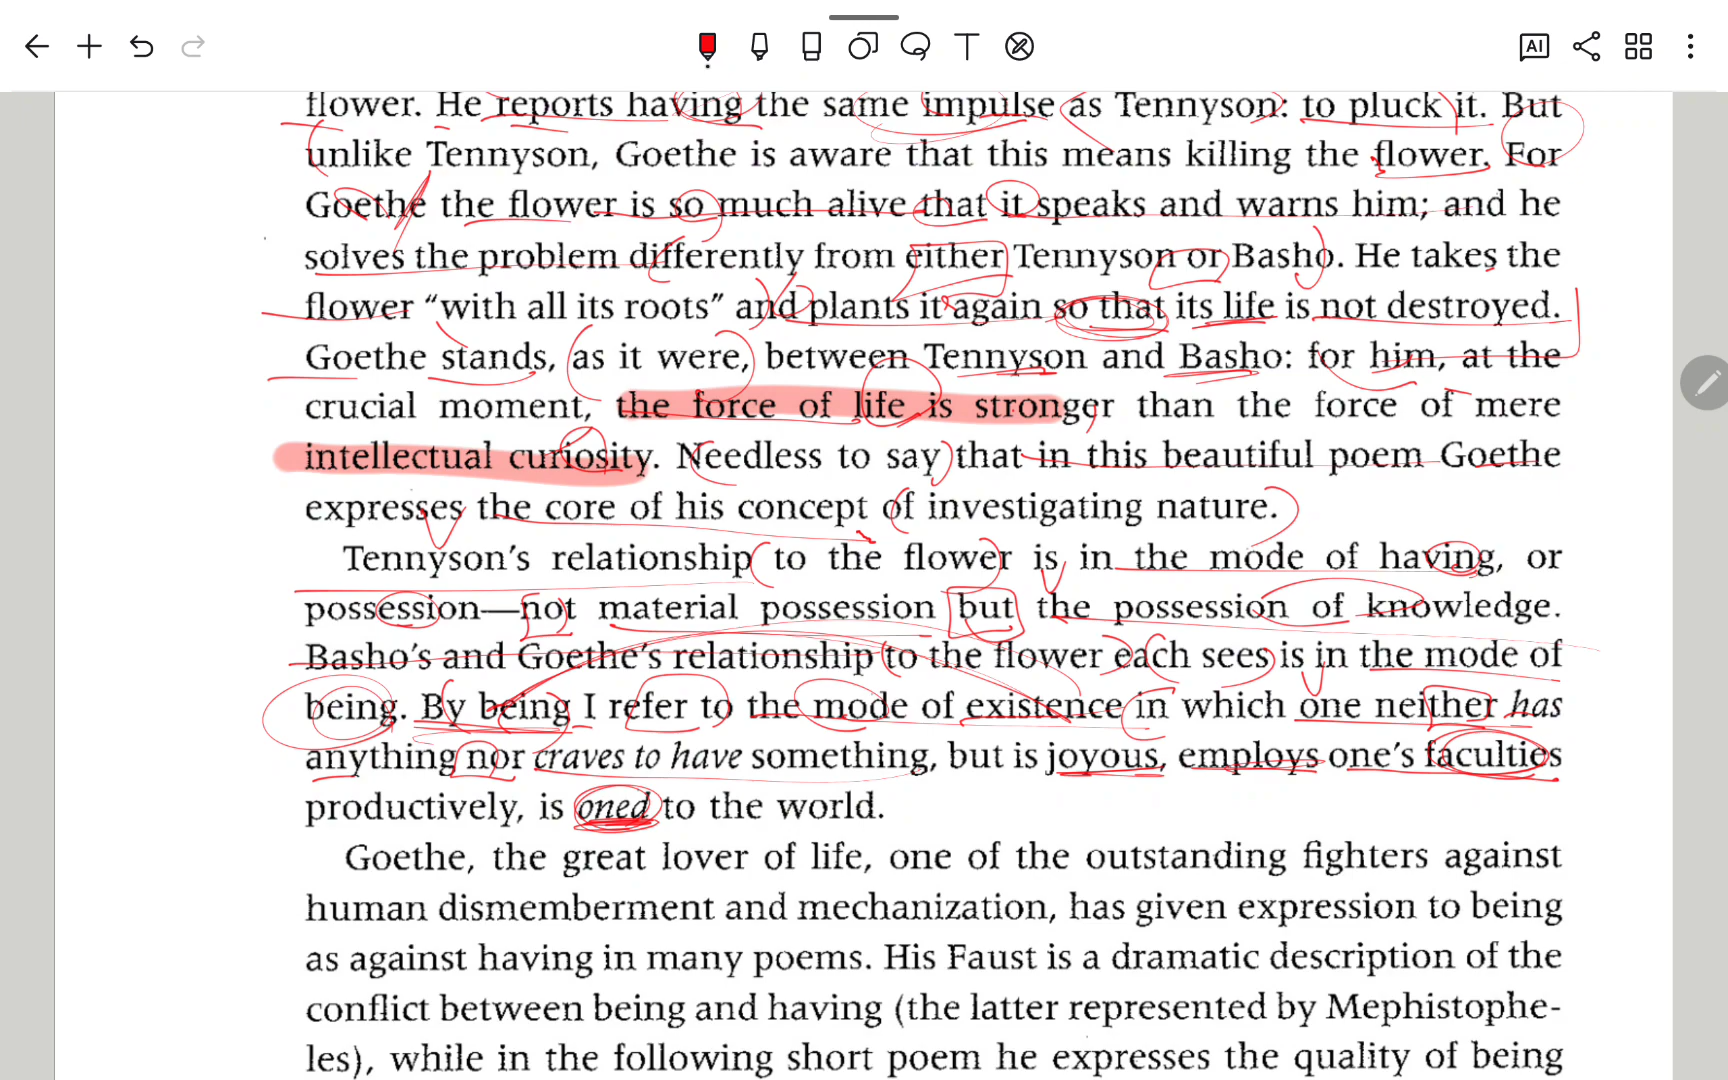 AI
flower. He reports having the same impulse as Tennyson: to pluck it. But
unlike Tennyson, Goethe is aware that this means killing the flower. For
Goethe the flower is so much alive that it speaks and warns him; and he
solves the problem differently from either Tennyson or Basho. He takes the
flower “with all its roots” and plants it again so that its life is not destroyed.
Goethe stands, as it were, between Tennyson and Basho: for him, at the
crucial moment, the force of life is stronger than the force of mere
intellectual curiosity. Needless to say that in this beautiful poem Goethe
expresses the core of his concept of investigating nature.
Tennyson’s relationship to the flower is in the mode of having, or
possession—not material possession but the possession of knowledge.
Basho’s and Goethe’s relationship to the flower each sees is in the mode of
being. By being I refer to the mode of existence in which one neither has
anything nor craves to have something, but is joyous, employs one’s faculties
productively, is oned to the world.
Goethe, the great lover of life, one of the outstanding fighters against
human dismemberment and mechanization, has given expression to being
as against having in many poems. His Faust is a dramatic description of the
conflict between being and having (the latter represented by Mephistophe-
les), while in the following short poem he expresses the quality of being